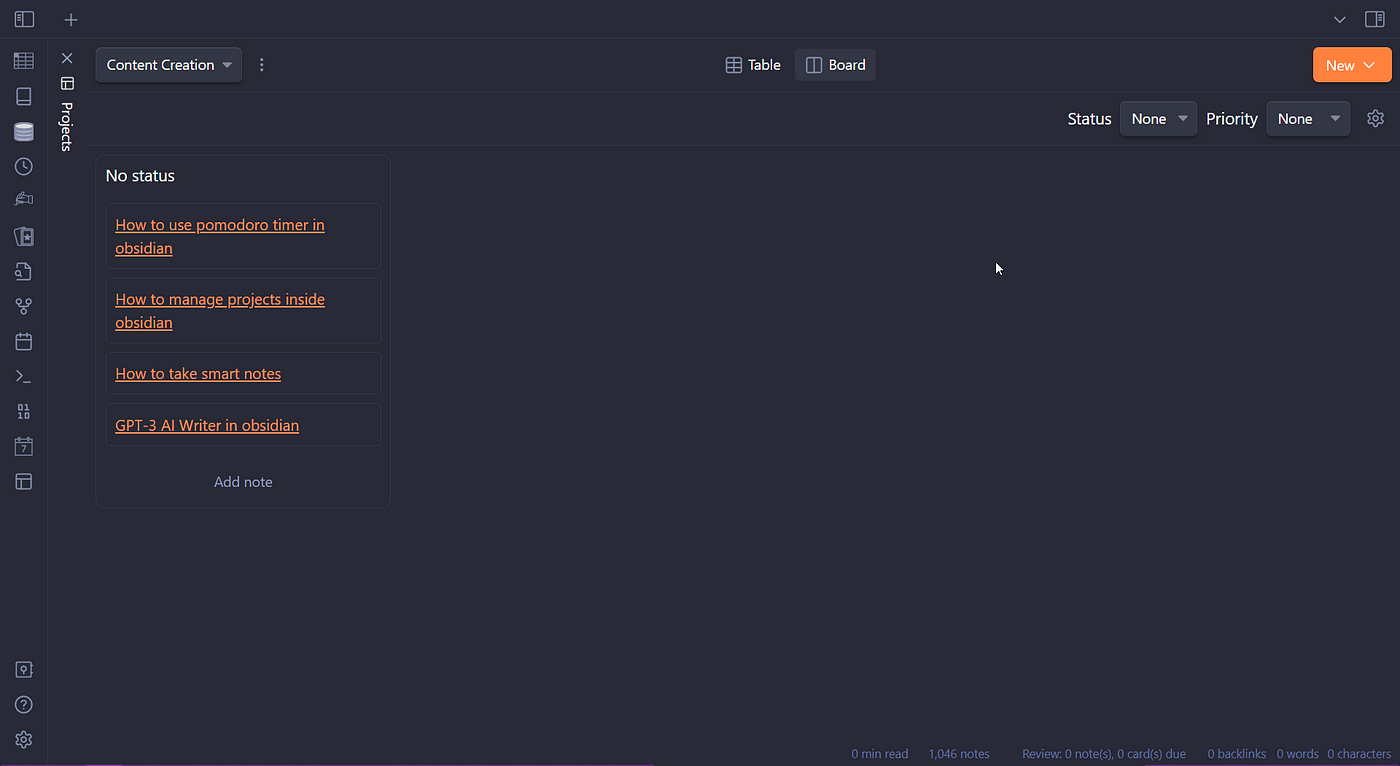 Content Creation
Table
Board
New
Projects
Status
None
Priority
None
No status
How to use pomodoro timer in
obsidian
How to manage projects inside
obsidian
How to take smart notes
GPT-3 AI Writer in obsidian
Add note
7
0 min read
1,046 notes
Review: 0 note(s), 0 card(s) due
0 backlinks
0 words
0 characters